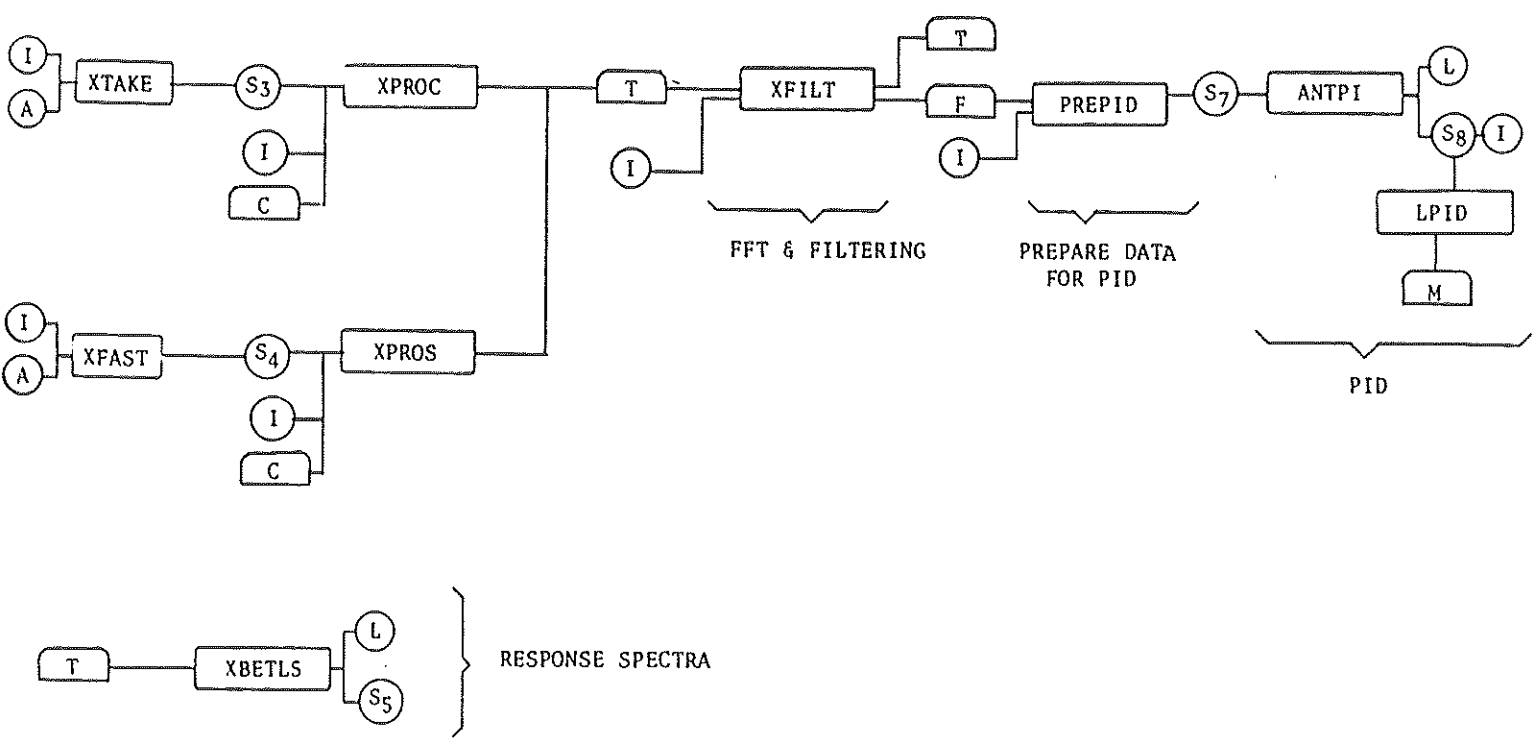 I
A
XTAKE
S3
I
C
XPROC
T
I
XFILT
T
F
I
PREPID
S7
ANTPI
L
S8
I
LPID
M
FFT & FILTERING
PREPARE DATA
FOR PID
PID
I
A
XFAST
S4
I
C
XPROS
T
XBETLS
L
S5
RESPONSE SPECTRA